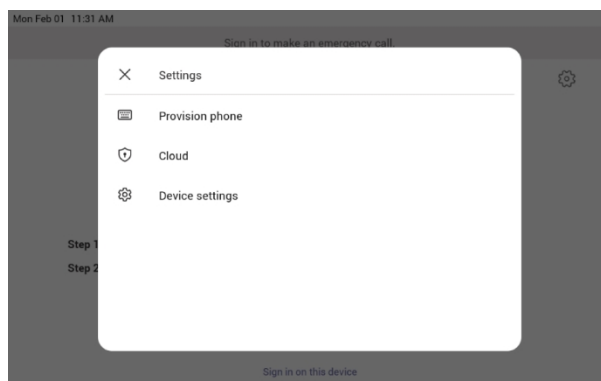 Mon Feb 01 11:31 AM
Sign in to make an emergency call.
Settings
Provision phone
Cloud
Device settings
Step 1
Step 2
Sign in on this device